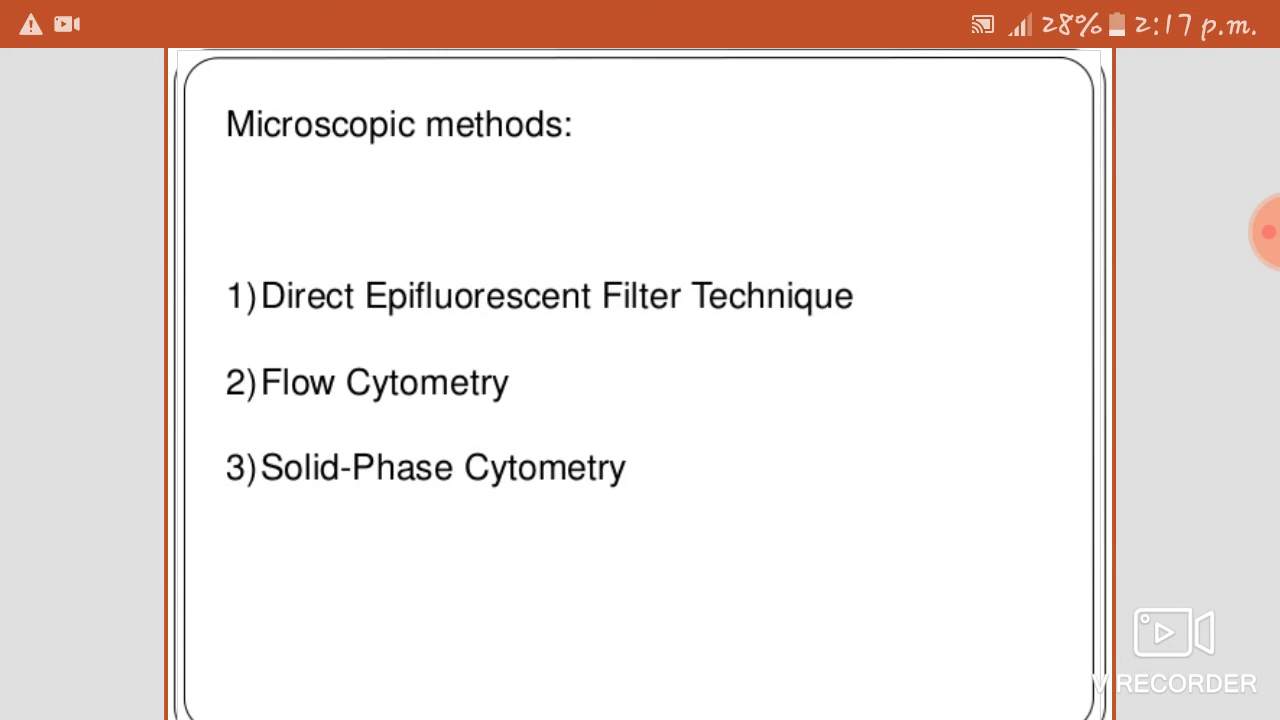 28% 2:17 p.m.
Microscopic methods:
1)Direct Epifluorescent Filter Technique
2)Flow Cytometry
3)Solid-Phase Cytometry
V RECORDER